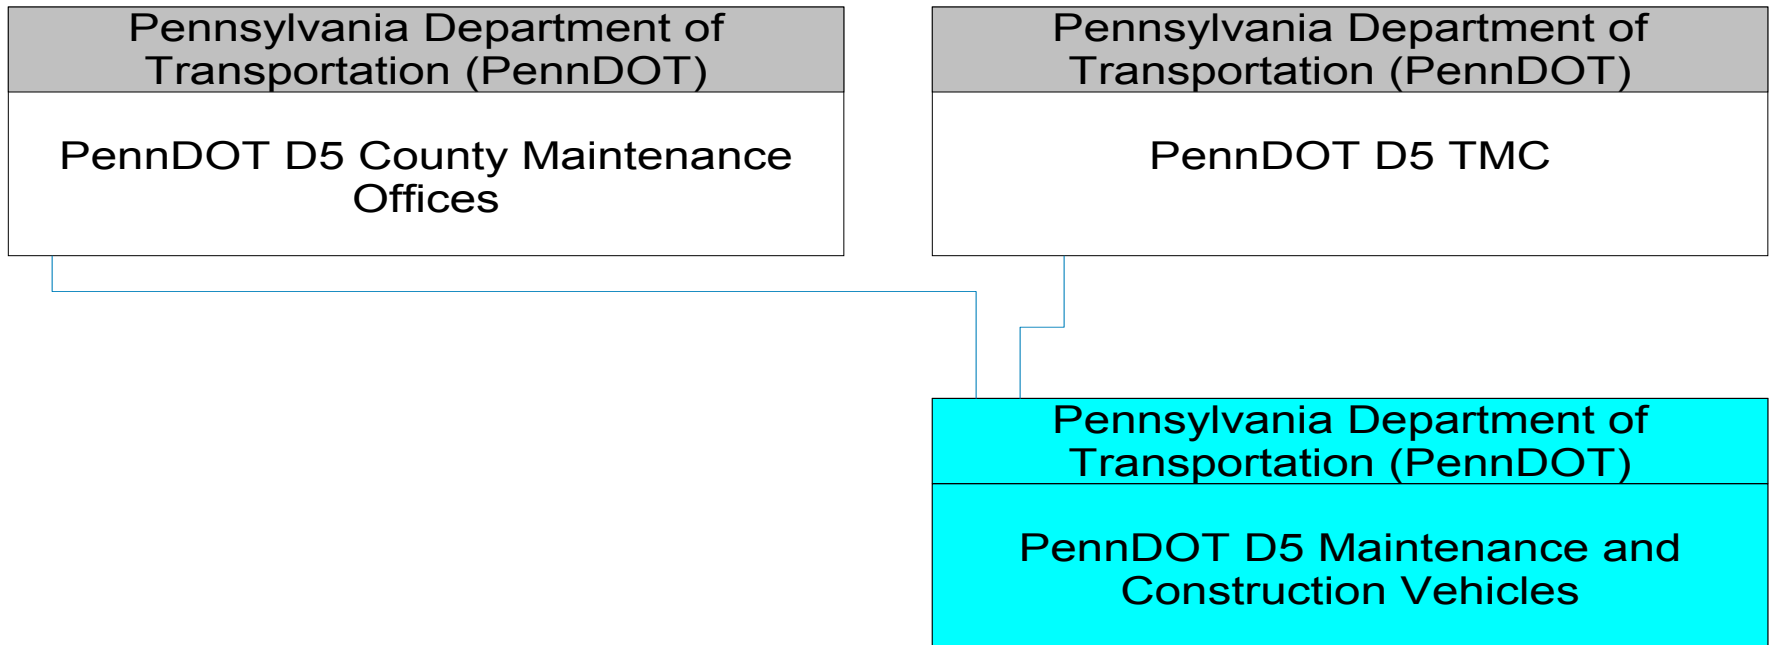 Pennsylvania Department of
Transportation (PennDOT)
PennDOT D5 County Maintenance
Offices
Pennsylvania Department of
Transportation (PennDOT)
PennDOT D5 TMC
Pennsylvania Department of
Transportation (PennDOT)
PennDOT D5 Maintenance and
Construction Vehicles